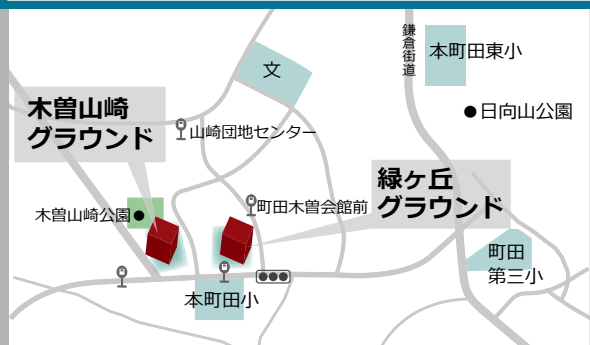 鎌倉街道
本町田東小
文
木曽山崎
グラウンド
日向山公園
山崎団地センター
緑ヶ丘
グラウンド
町田木曽会館前
木曽山崎公園
町田
第三小
本町田小